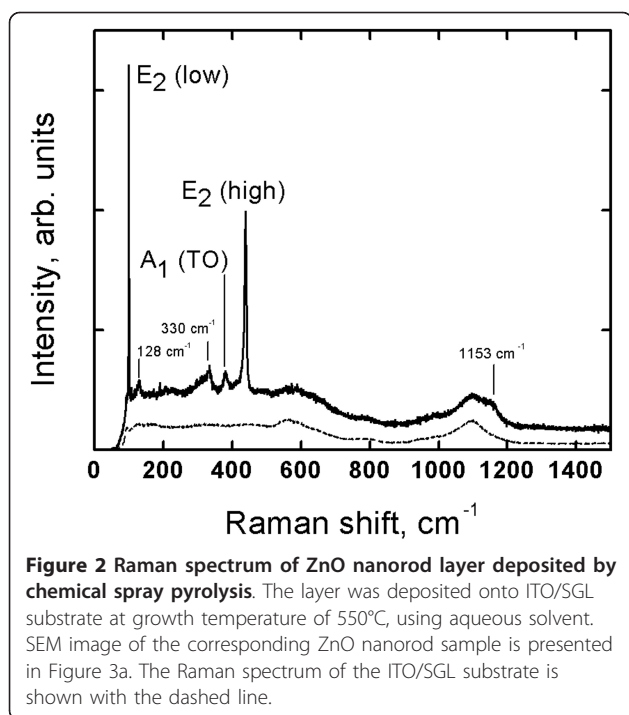 E2 (low)
E2 (high)
A1 (TO)
330 cm-1
128 cm-1
1153 cm-1
Intensity, arb. units
0 200 400 600 800 1000 1200 1400
Raman shift, cm-1
Figure 2 Raman spectrum of ZnO nanorod layer deposited by
chemical spray pyrolysis. The layer was deposited onto ITO/SGL
substrate at growth temperature of 550°C, using aqueous solvent.
SEM image of the corresponding ZnO nanorod sample is presented
in Figure 3a. The Raman spectrum of the ITO/SGL substrate is
shown with the dashed line.